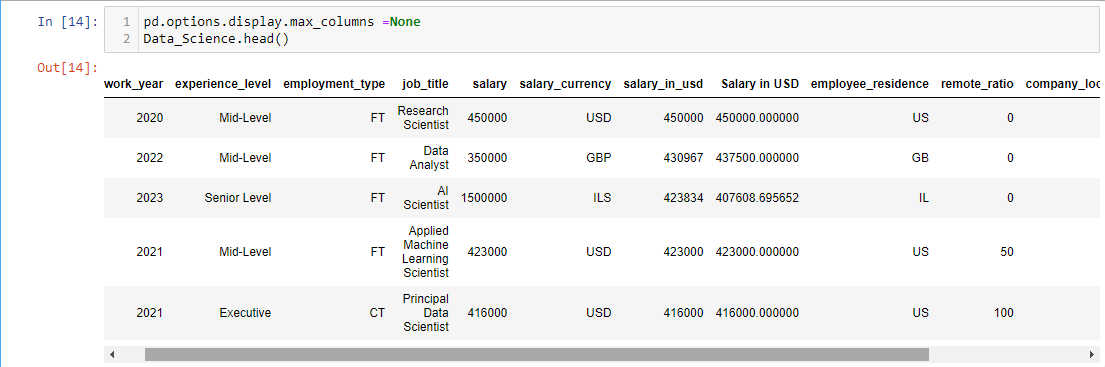 In [14]:
1 pd.options.display.max_columns =None
2 Data_Science.head()
Out[14]:
work_year experience_level employment_type job_title salary salary_currency salary_in_usd Salary in USD employee_residence remote_ratio company_loc
2020 Mid-Level FT Research Scientist 450000 USD 450000 450000.000000 US 0
2022 Mid-Level FT Data Analyst 350000 GBP 430967 437500.000000 GB 0
2023 Senior Level FT AI Scientist 1500000 ILS 423834 407608.695652 IL 0
2021 Mid-Level FT Applied Machine Learning Scientist 423000 USD 423000 423000.000000 US 50
2021 Executive CT Principal Data Scientist 416000 USD 416000 416000.000000 US 100